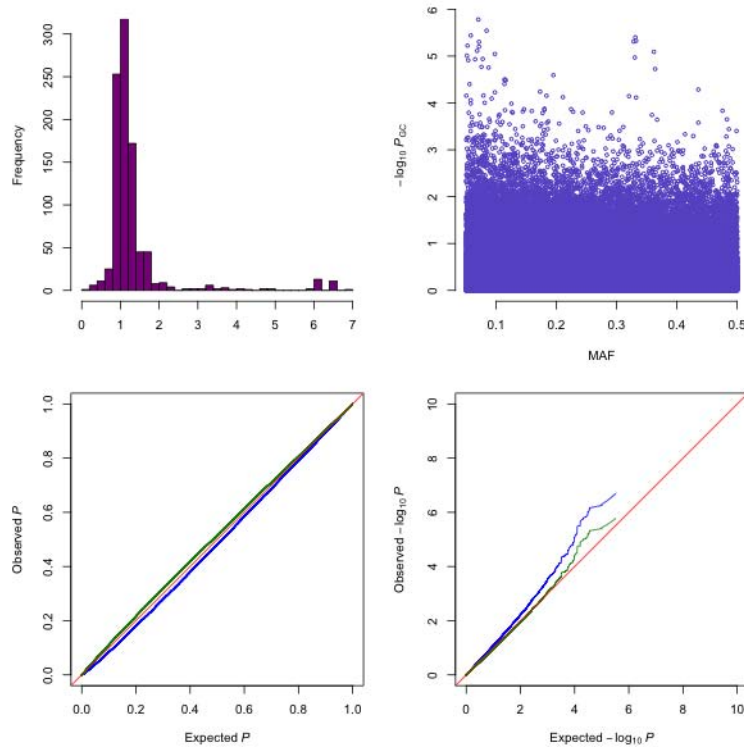 Frequency
0 50 100 150 200 250 300
0 1 2 3 4 5 6 7
− log10 PGC
0 1 2 3 4 5 6
0.1 0.2 0.3 0.4 0.5
MAF
Observed P
0.0 0.2 0.4 0.6 0.8 1.0
0.0 0.2 0.4 0.6 0.8 1.0
Expected P
Observed − log10 P
0 2 4 6 8 10
0 2 4 6 8 10
Expected − log10 P